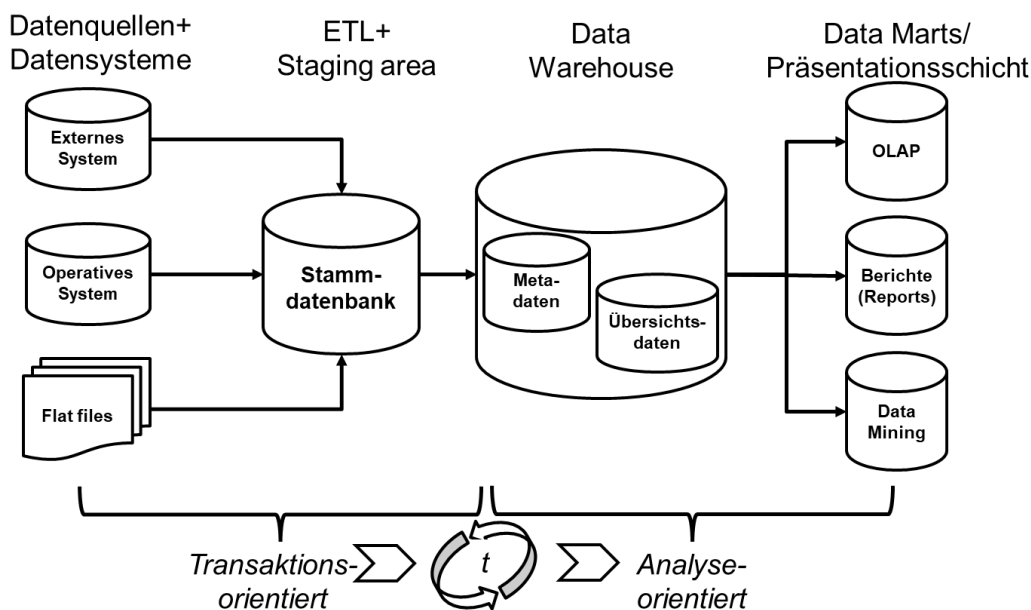 Datenquellen+
Datensysteme
ETL+
Staging area
Data
Warehouse
Data Marts/
Präsentationsschicht
Externes
System
Operatives
System
Flat files
Stamm-
datenbank
Meta-
daten
Übersichts-
daten
OLAP
Berichte
(Reports)
Data
Mining
Transaktions-
orientiert
t
Analyse-
orientiert